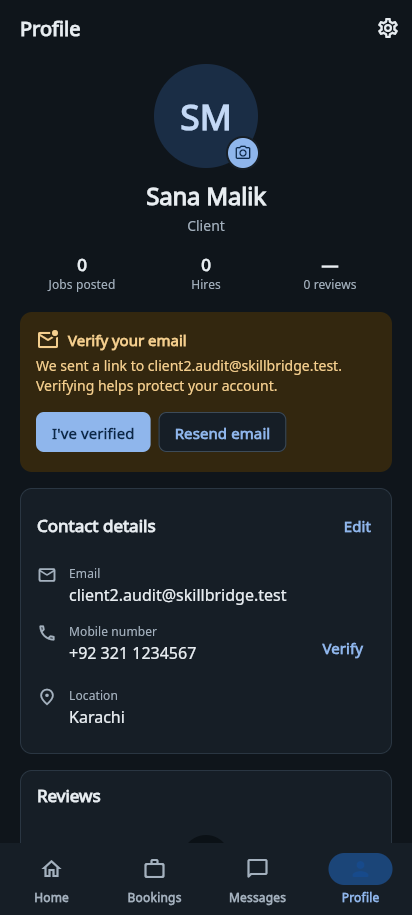 Profile
SM
Sana Malik
Client
0 0 —
Jobs posted Hires 0 reviews
Verify your email
We sent a link to client2.audit@skillbridge.test.
Verifying helps protect your account.
I've verified Resend email
Contact details Edit
Email
client2.audit@skillbridge.test
Mobile number
+92 321 1234567 Verify
Location
Karachi
Reviews
Home Bookings Messages Profile